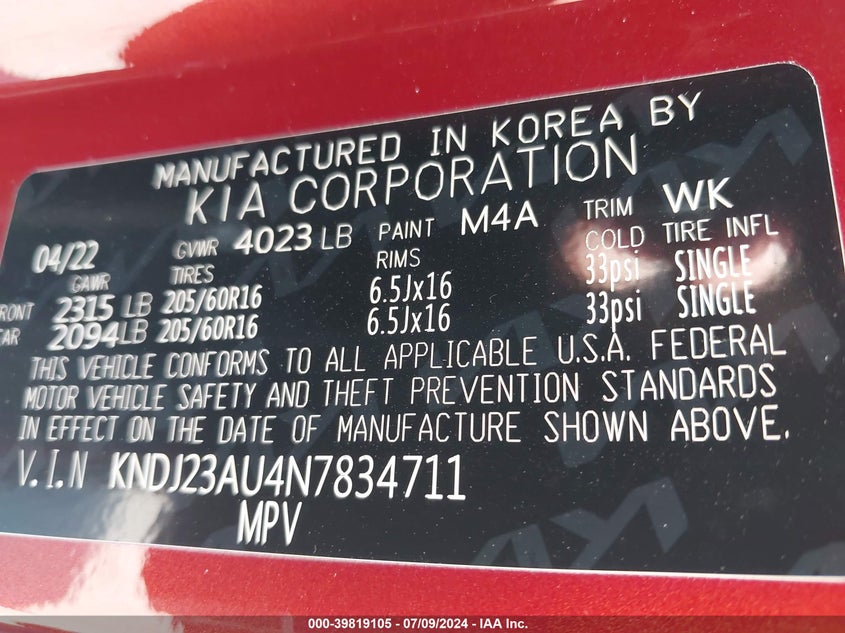 MANUFACTURED IN KOREA BY
KIA CORPORATION
04/22 GVWR 4023 LB PAINT M4A TRIM WK
GAWR TIRES RIMS COLD TIRE INFL
RONT 2315 LB 205/60R16 6.5Jx16 33psi SINGLE
EAR 2094LB 205/60R16 6.5Jx16 33psi SINGLE
THIS VEHICLE CONFORMS TO ALL APPLICABLE U.S.A. FEDERAL
MOTOR VEHICLE SAFETY AND THEFT PREVENTION STANDARDS
IN EFFECT ON THE DATE OF MANUFACTURE SHOWN ABOVE.
V.I.N KNDJ23AU4N7834711
MPV
000-39819105 - 07/09/2024 - IAA Inc.